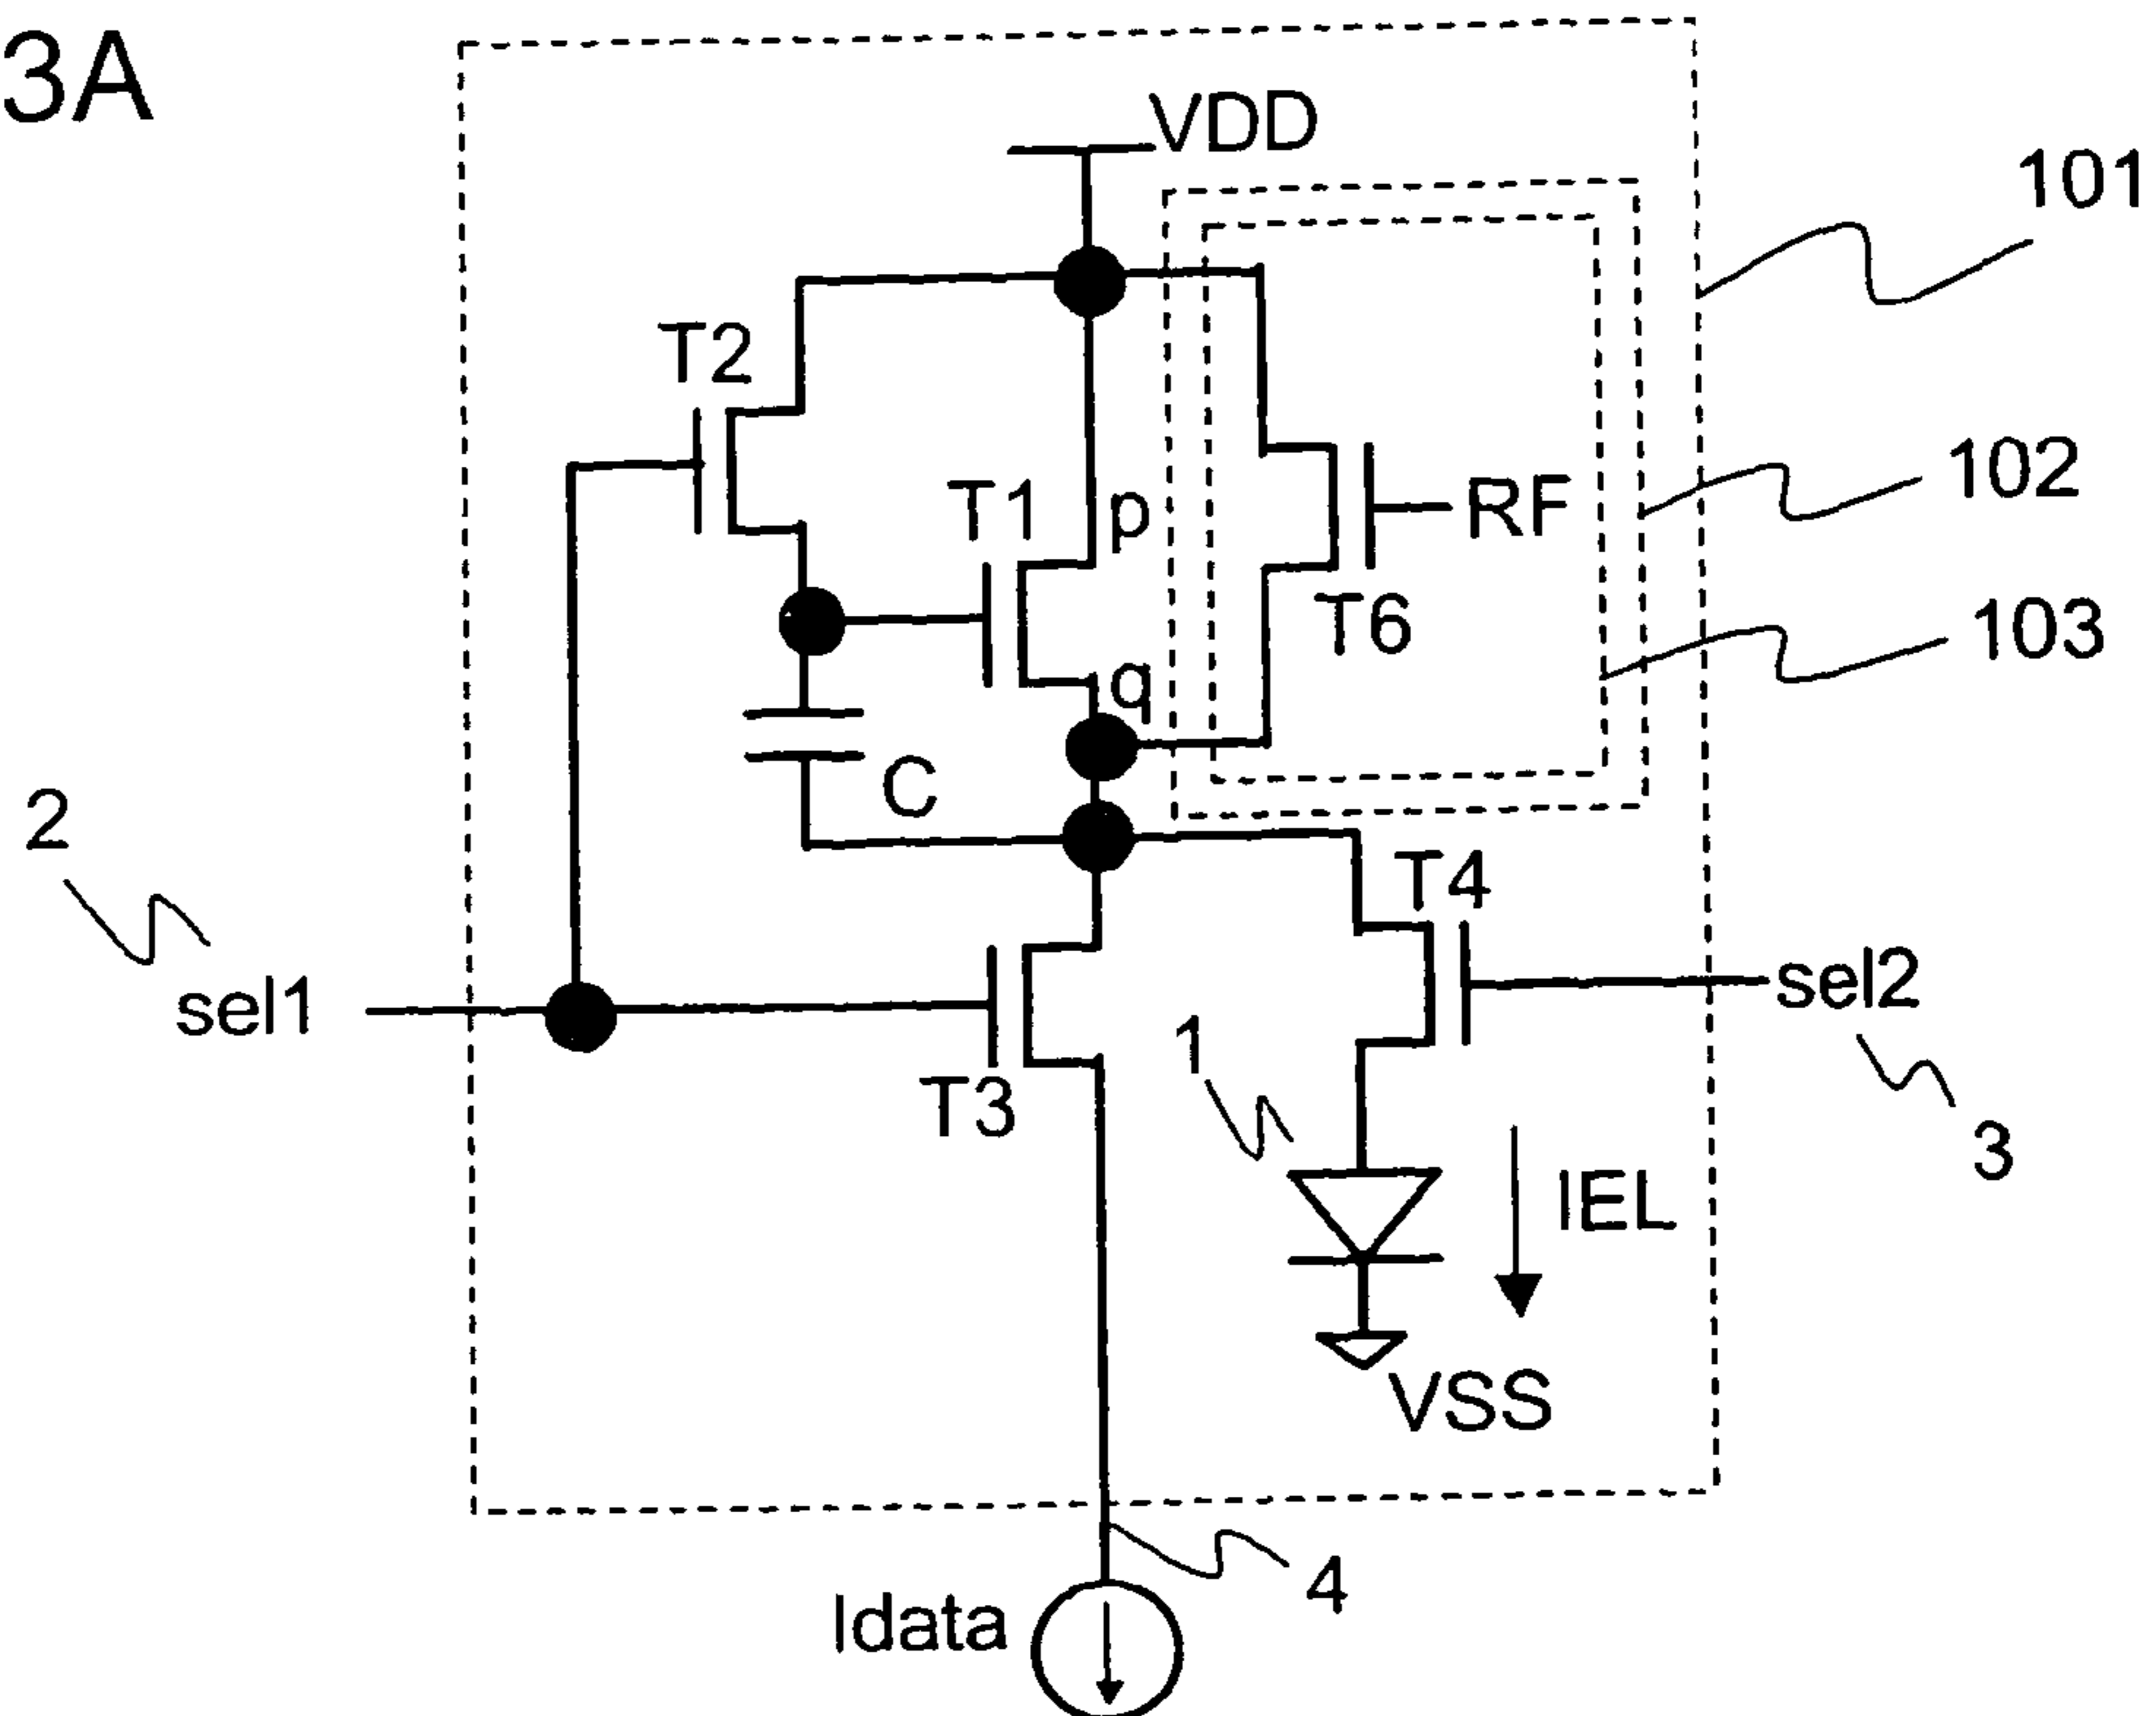 3A
VDD
101
T2
T1
p
RF
102
T6
103
q
C
2
T4
sel1
sel2
1
T3
3
IEL
VSS
4
Idata